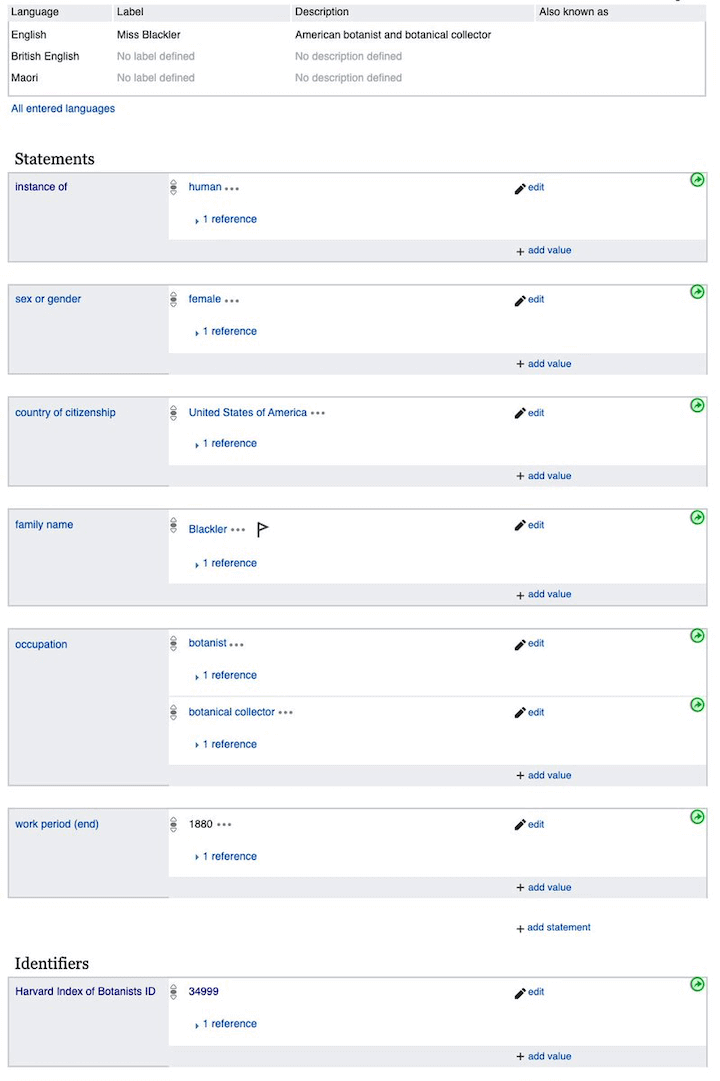 Language Label Description Also known as
English Miss Blackler American botanist and botanical collector
British English No label defined No description defined
Maori No label defined No description defined
All entered languages
Statements
instance of human edit
1 reference
+ add value
sex or gender female edit
1 reference
+ add value
country of citizenship United States of America edit
1 reference
+ add value
family name Blackler edit
1 reference
+ add value
occupation botanist edit
1 reference
botanical collector edit
1 reference
+ add value
work period (end) 1880 edit
1 reference
+ add value
+ add statement
Identifiers
Harvard Index of Botanists ID 34999 edit
1 reference
+ add value